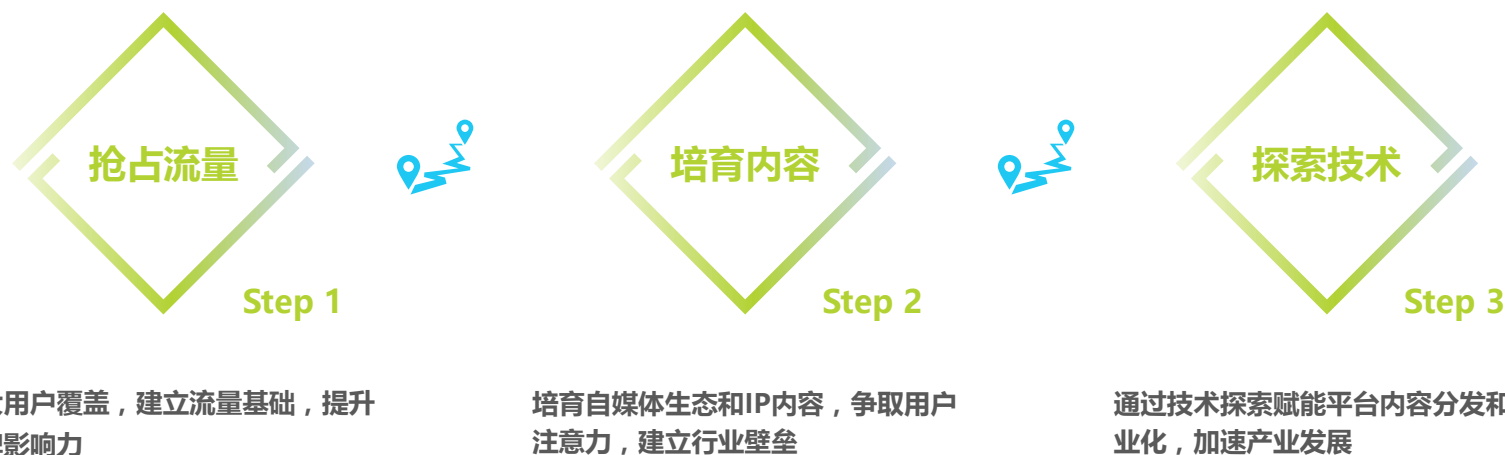 抢占流量
培育内容
探索技术
Step 1
Step 2
Step 3
用户覆盖，建立流量基础，提升
影响力
培育自媒体生态和IP内容，争取用户
注意力，建立行业壁垒
通过技术探索赋能平台内容分发和
业化，加速产业发展